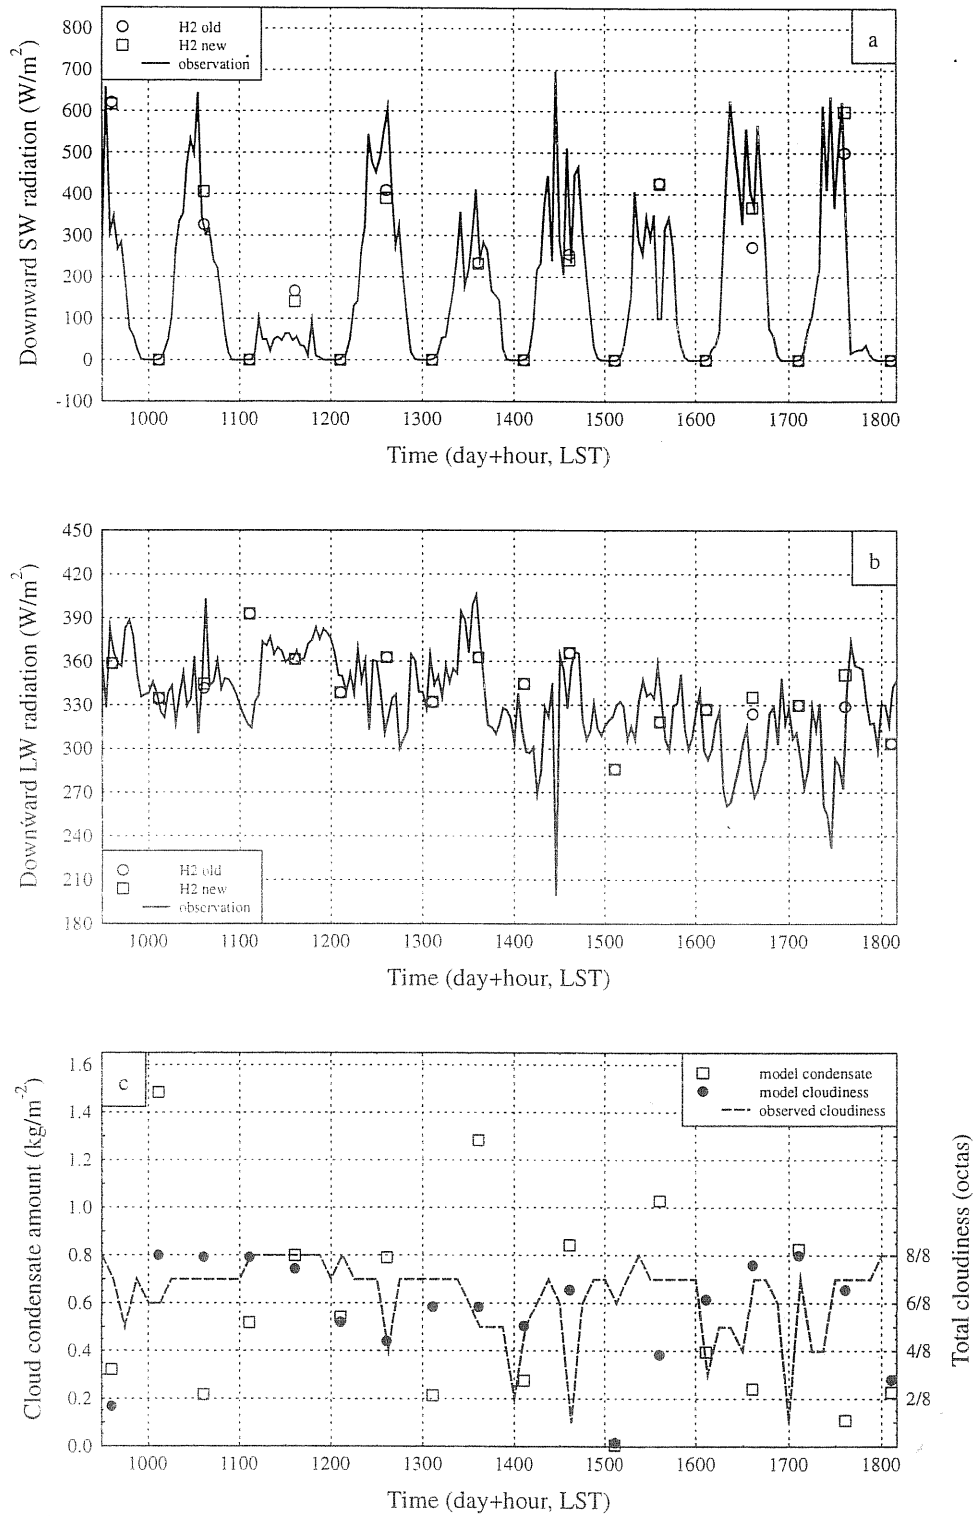 Downward SW radiation (W/m²)
800
700
600
500
400
300
200
100
0
-100
H2 old
H2 new
observation
a
1000 1100 1200 1300 1400 1500 1600 1700 1800
Time (day+hour, LST)
Downward LW radiation (W/m²)
450
420
390
360
330
300
270
240
210
180
b
H2 old
H2 new
observation
1000 1100 1200 1300 1400 1500 1600 1700 1800
Time (day+hour, LST)
Cloud condensate amount (kg/m⁻²)
1.6
1.4
1.2
1.0
0.8
0.6
0.4
0.2
0.0
c
model condensate
model cloudiness
observed cloudiness
8/8
6/8
4/8
2/8
Total cloudiness (octas)
1000 1100 1200 1300 1400 1500 1600 1700 1800
Time (day+hour, LST)